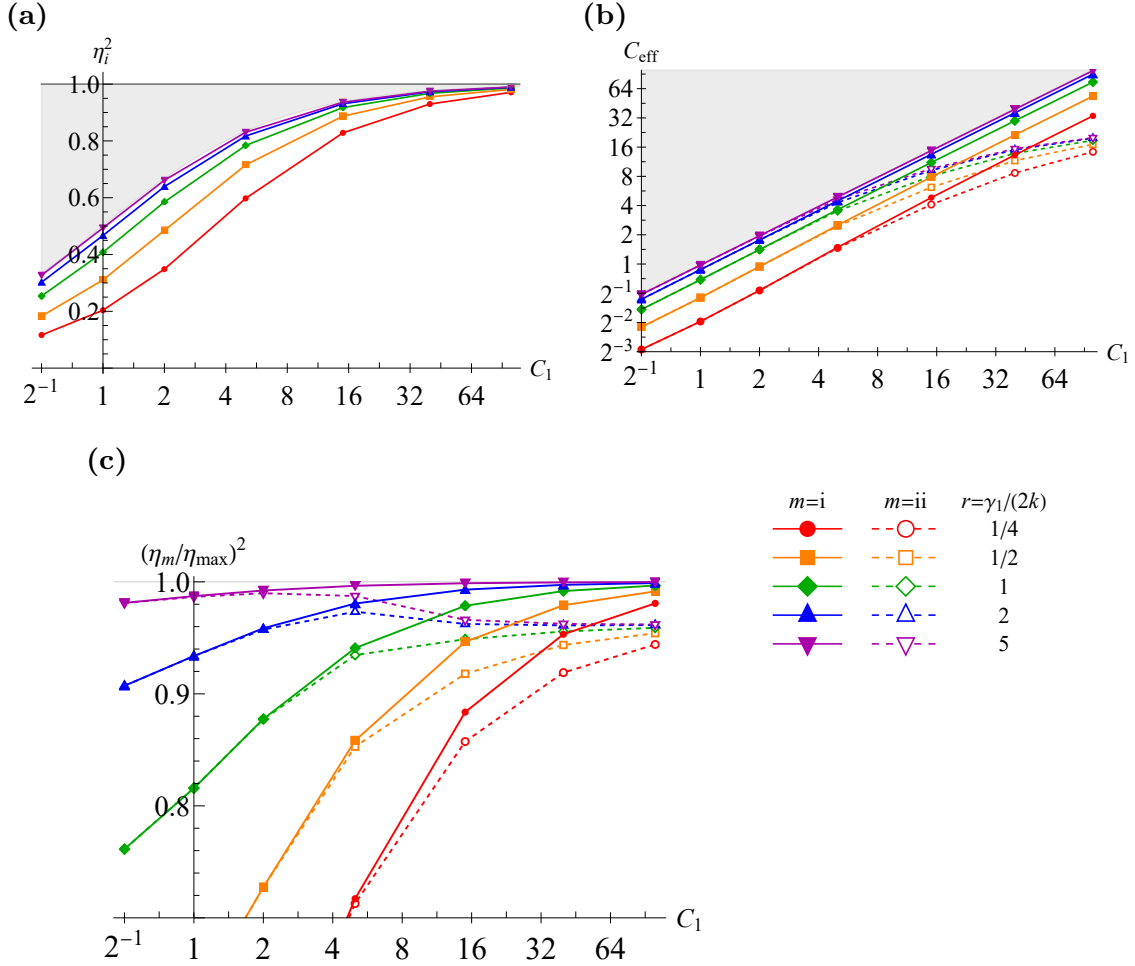 (a)
η_i^2
1.0
0.8
0.6
0.4
0.2
2^−1 1 2 4 8 16 32 64 C_1
(b)
C_eff
64
32
16
8
4
2
1
2^−1
2^−2
2^−3
2^−1 1 2 4 8 16 32 64 C_1
(c)
(η_m/η_max)^2
1.0
0.9
0.8
2^−1 1 2 4 8 16 32 64 C_1
m=i m=ii r=γ_1/(2k)
1/4
1/2
1
2
5